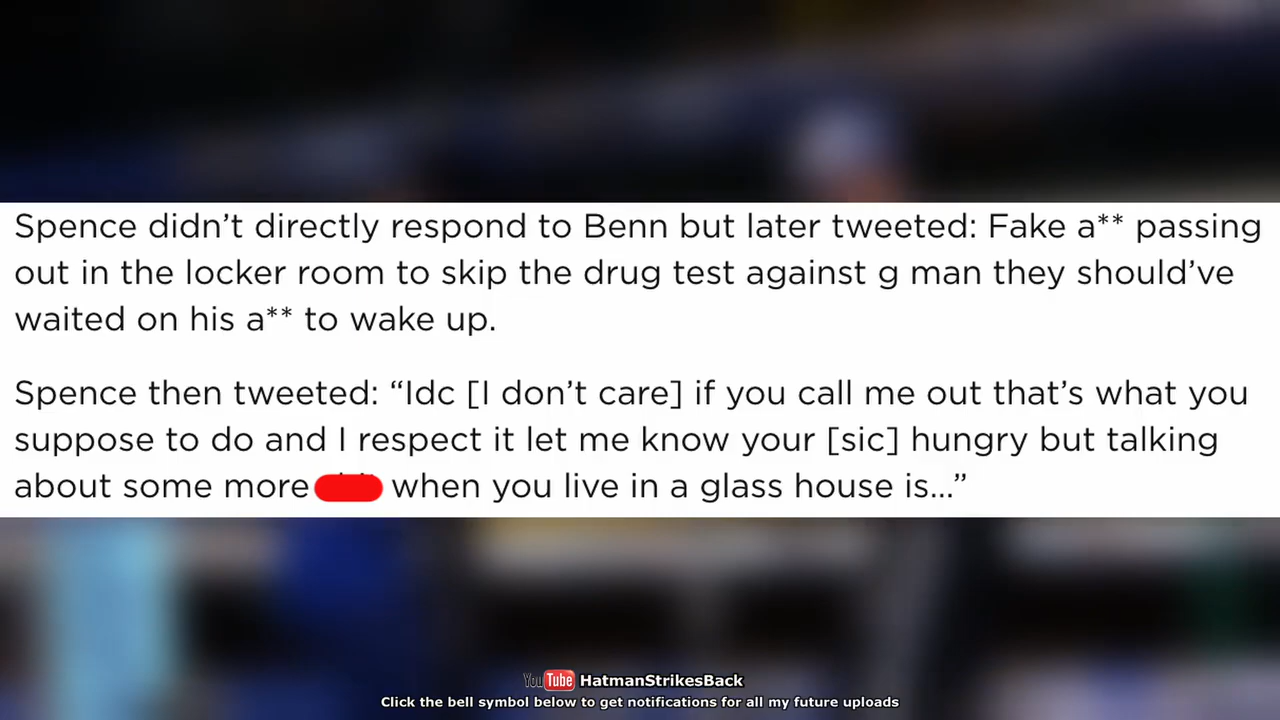 Spence didn’t directly respond to Benn but later tweeted: Fake a** passing
out in the locker room to skip the drug test against g man they should’ve
waited on his a** to wake up.
Spence then tweeted: “Idc [I don’t care] if you call me out that’s what you
suppose to do and I respect it let me know your [sic] hungry but talking
about some more when you live in a glass house is...”
YouTube HatmanStrikesBack
Click the bell symbol below to get notifications for all my future uploads